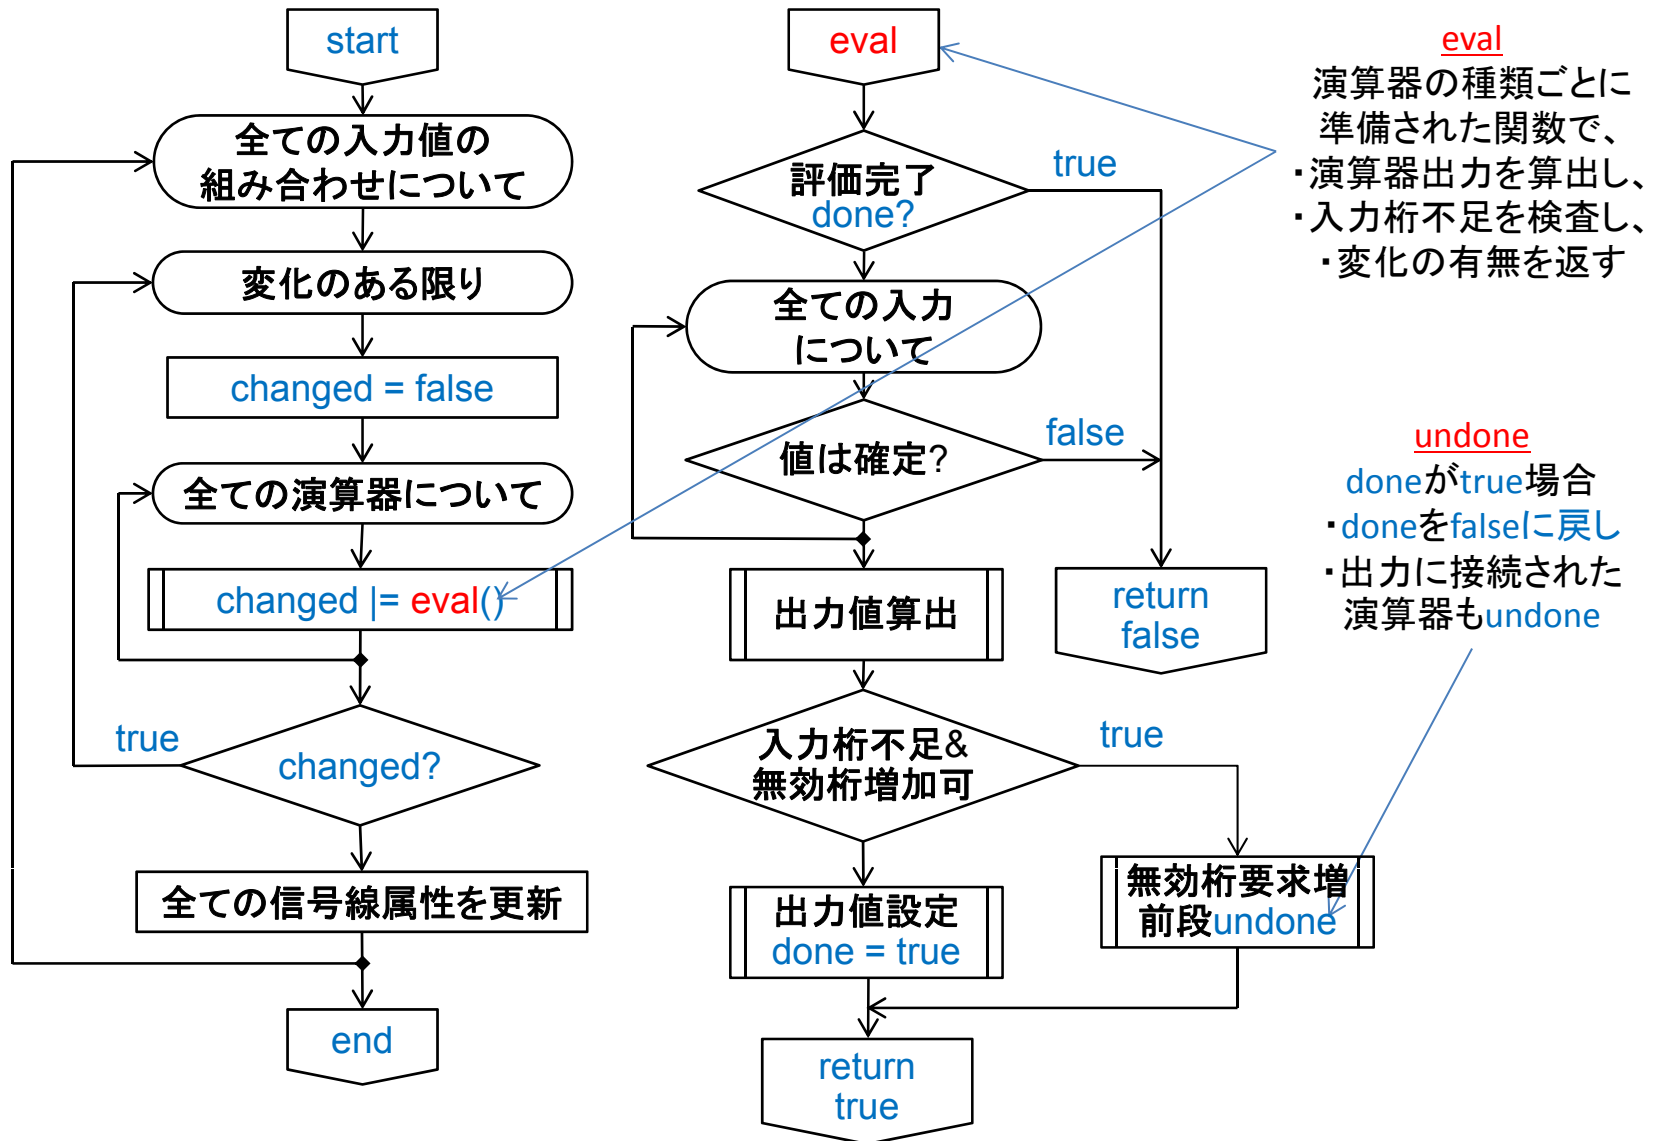 start
全ての入力値の
組み合わせについて
変化のある限り
changed = false
全ての演算器について
changed |= eval()
true
changed?
全ての信号線属性を更新
end
eval
評価完了
done?
true
全ての入力
について
値は確定?
false
出力値算出
return
false
入力桁不足&
無効桁増加可
true
出力値設定
done = true
無効桁要求増
前段undone
return
true
eval
演算器の種類ごとに
準備された関数で、
・演算器出力を算出し、
・入力桁不足を検査し、
・変化の有無を返す
undone
doneがtrue場合
・doneをfalseに戻し
・出力に接続された
演算器もundone